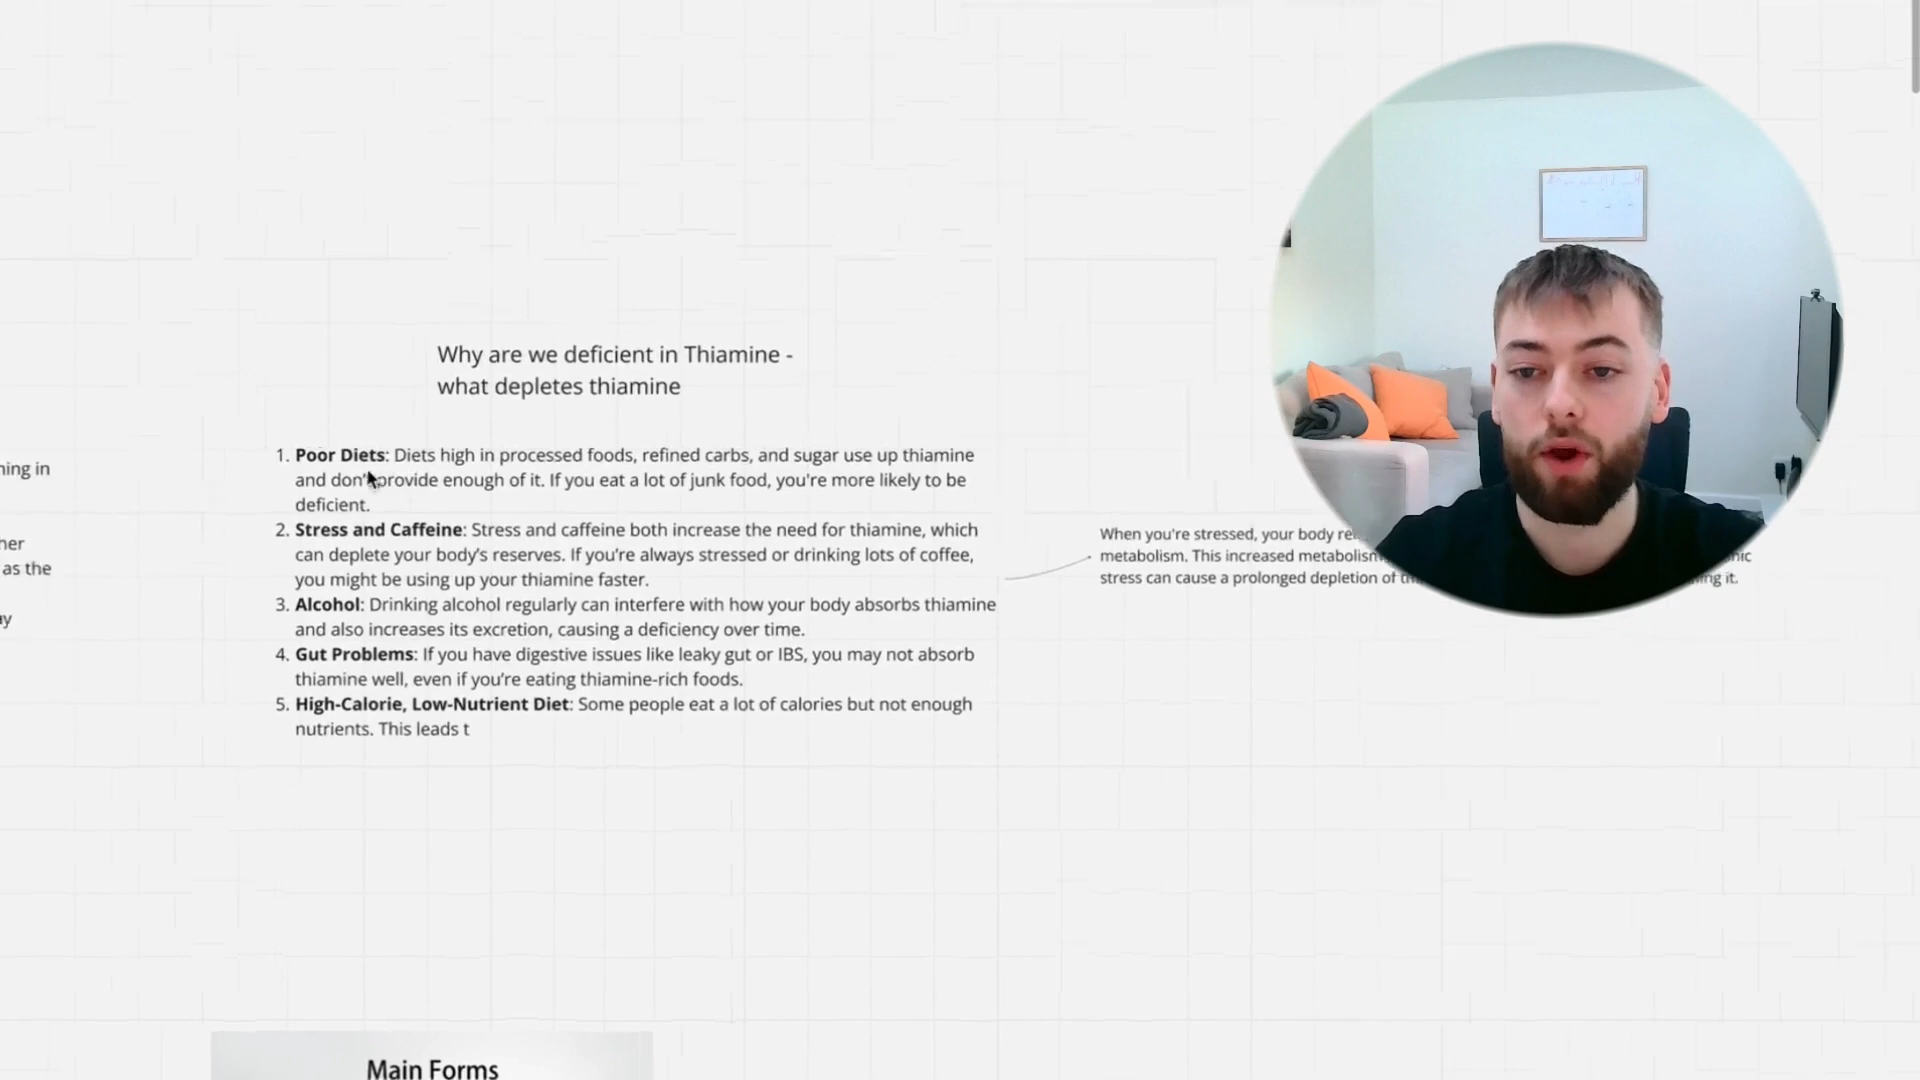 Why are we deficient in Thiamine -
what depletes thiamine
ning in
her
as the
ay
1. Poor Diets: Diets high in processed foods, refined carbs, and sugar use up thiamine
and don't provide enough of it. If you eat a lot of junk food, you're more likely to be
deficient.
2. Stress and Caffeine: Stress and caffeine both increase the need for thiamine, which
can deplete your body's reserves. If you're always stressed or drinking lots of coffee,
you might be using up your thiamine faster.
3. Alcohol: Drinking alcohol regularly can interfere with how your body absorbs thiamine
and also increases its excretion, causing a deficiency over time.
4. Gut Problems: If you have digestive issues like leaky gut or IBS, you may not absorb
thiamine well, even if you're eating thiamine-rich foods.
5. High-Calorie, Low-Nutrient Diet: Some people eat a lot of calories but not enough
nutrients. This leads t
When you're stressed, your body
metabolism. This increased metabolism
stress can cause a prolonged depletion of it.
Main Forms